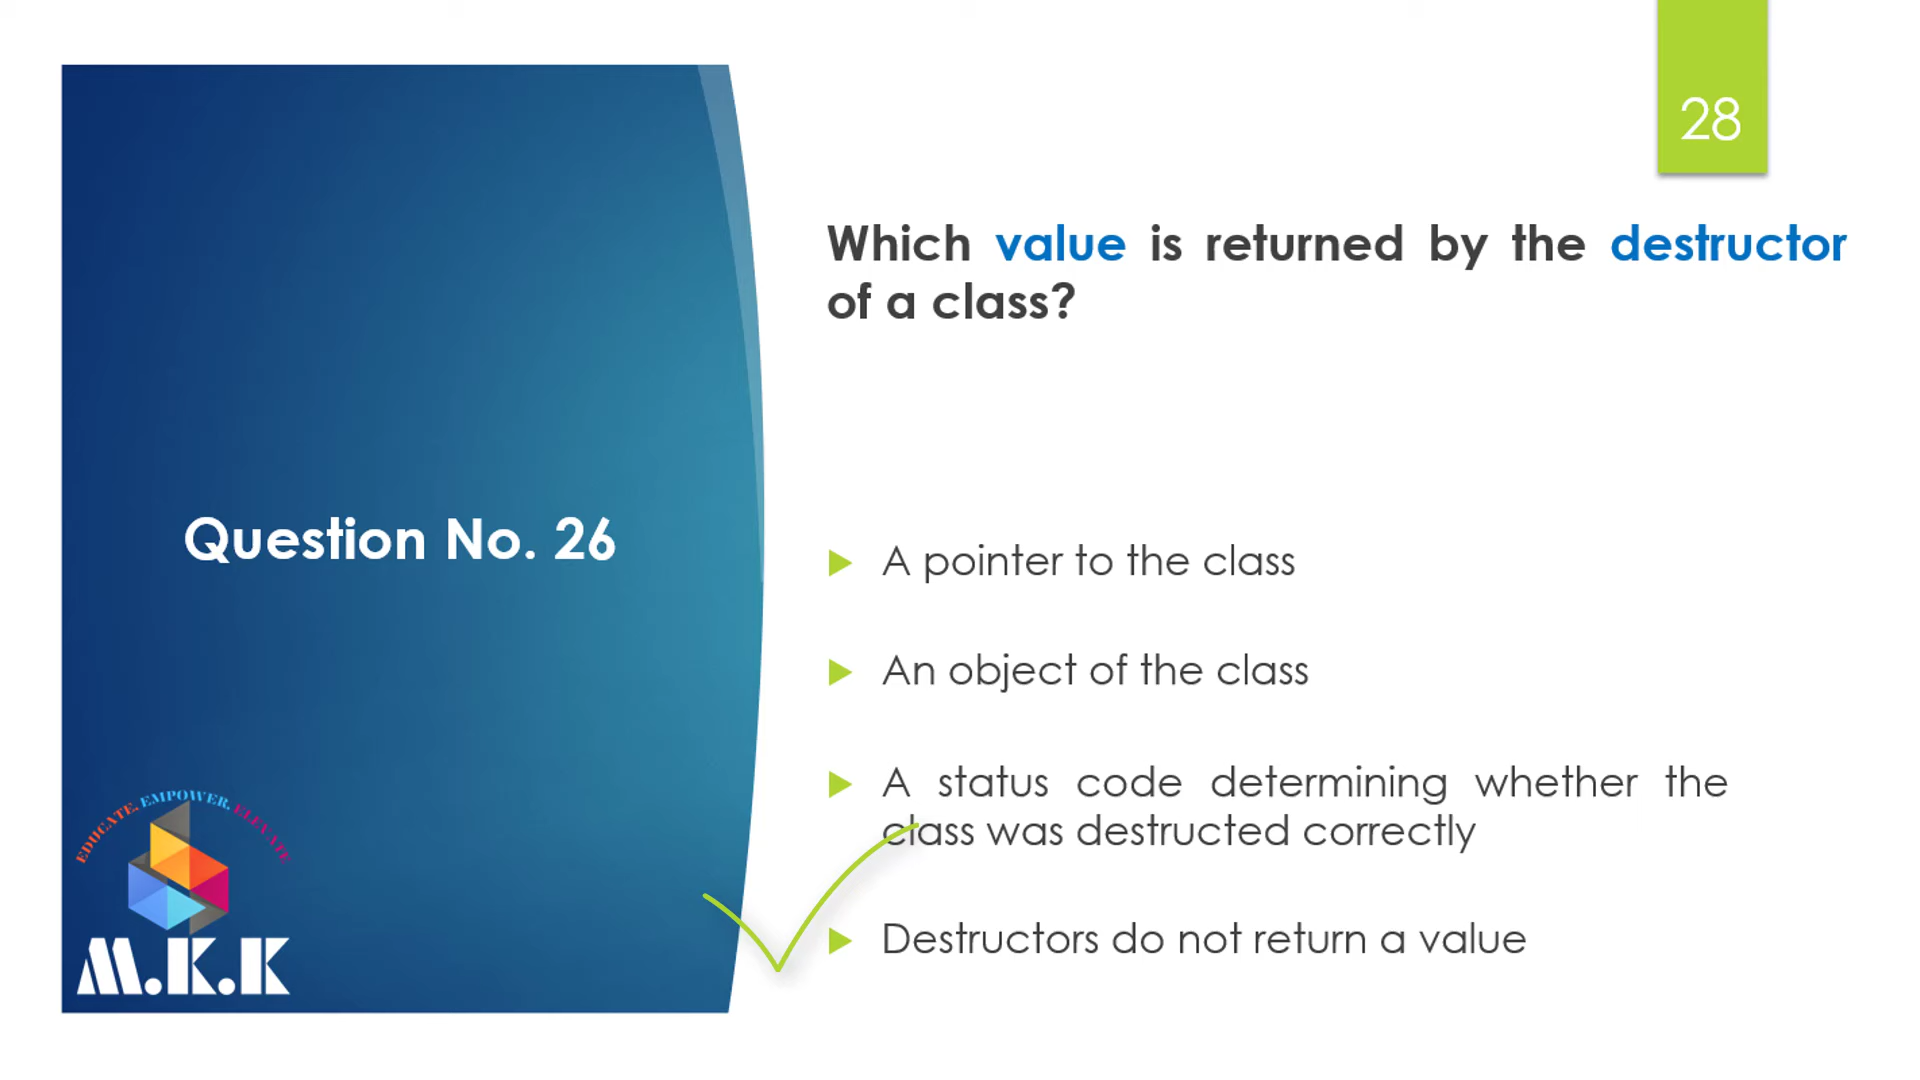 28
Which value is returned by the destructor
of a class?
Question No. 26
A pointer to the class
An object of the class
A status code determining whether the
class was destructed correctly
Destructors do not return a value
EDUCATE. EMPOWER. ELEVATE
M.K.K